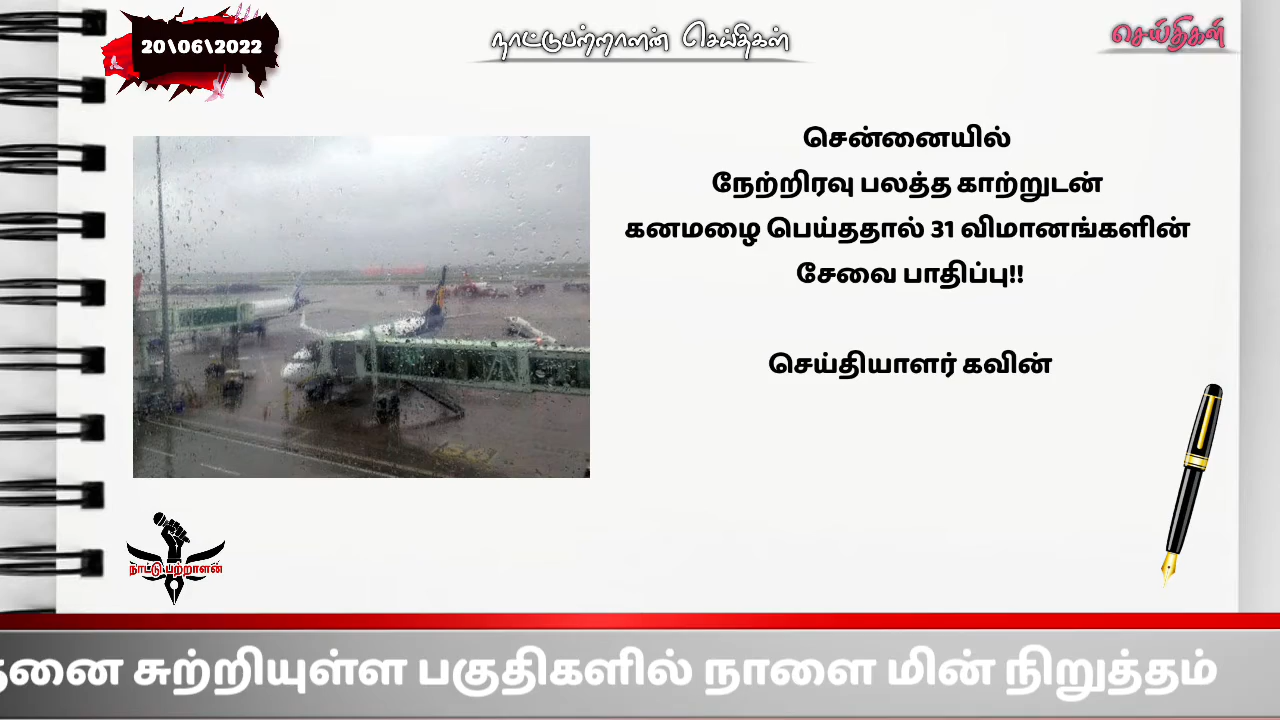 20\06\2022
நாட்டுபற்றாளன் செய்திகள்
செய்திகள்
சென்னையில்
நேற்றிரவு பலத்த காற்றுடன்
கனமழை பெய்ததால் 31 விமானங்களின்
சேவை பாதிப்பு!!
செய்தியாளர் கவின்
நாட்டு பற்றாளன்
சுற்றியுள்ள பகுதிகளில் நாளை மின் நிறுத்தம்